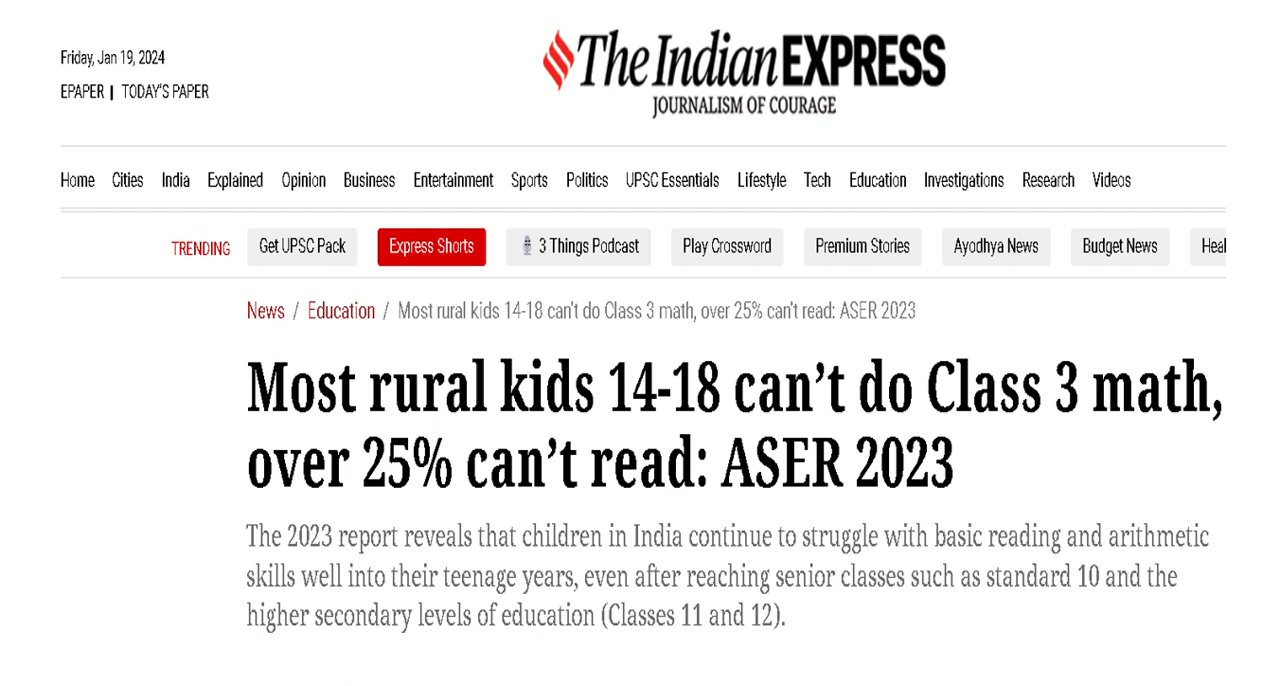 Friday, Jan 19, 2024
EPAPER | TODAY'S PAPER
The Indian EXPRESS
JOURNALISM OF COURAGE
Home Cities India Explained Opinion Business Entertainment Sports Politics UPSC Essentials Lifestyle Tech Education Investigations Research Videos
TRENDING Get UPSC Pack Express Shorts 3 Things Podcast Play Crossword Premium Stories Ayodhya News Budget News
News / Education / Most rural kids 14-18 can't do Class 3 math, over 25% can't read: ASER 2023
Most rural kids 14-18 can't do Class 3 math,
over 25% can't read: ASER 2023
The 2023 report reveals that children in India continue to struggle with basic reading and arithmetic
skills well into their teenage years, even after reaching senior classes such as standard 10 and the
higher secondary levels of education (Classes 11 and 12).